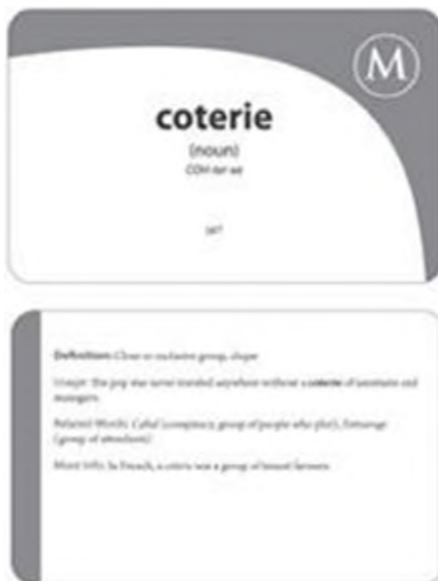 M
coterie
(noun)
COH-ter-ee
Definition: Close or exclusive group, clique
Usage: The pop star never traveled anywhere without a coterie of assistants and
managers.
Related Words: Cabal (conspiracy, group of people who plot), Entourage
(group of attendants)
More Info: In French, a coterie was a group of tenant farmers.